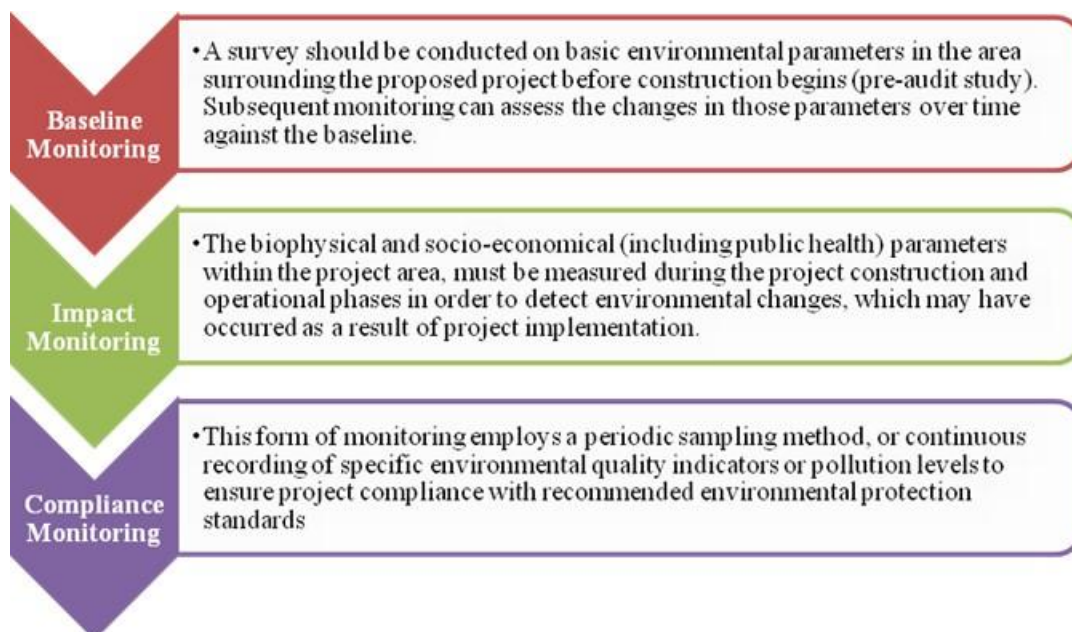 Baseline
Monitoring
•A survey should be conducted on basic environmental parameters in the area
surrounding the proposed project before construction begins (pre-audit study).
Subsequent monitoring can assess the changes in those parameters over time
against the baseline.
Impact
Monitoring
•The biophysical and socio-economical (including public health) parameters
within the project area, must be measured during the project construction and
operational phases in order to detect environmental changes, which may have
occurred as a result of project implementation.
Compliance
Monitoring
•This form of monitoring employs a periodic sampling method, or continuous
recording of specific environmental quality indicators or pollution levels to
ensure project compliance with recommended environmental protection
standards